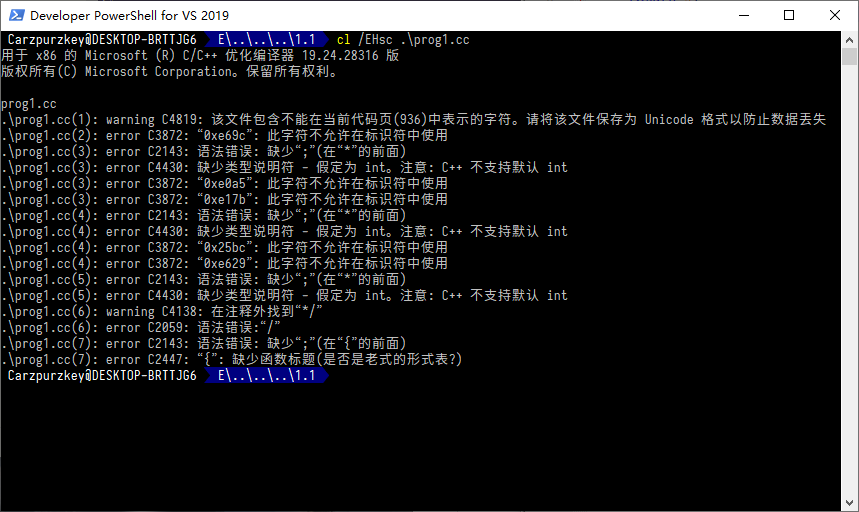 Developer PowerShell for VS 2019
Carzpurzkey@DESKTOP-BRTTJG6 E\..\..\..\1.1 cl /EHsc .\prog1.cc
用于 x86 的 Microsoft (R) C/C++ 优化编译器 19.24.28316 版
版权所有(C) Microsoft Corporation。保留所有权利。
prog1.cc
.\prog1.cc(1): warning C4819: 该文件包含不能在当前代码页(936)中表示的字符。请将该文件保存为 Unicode 格式以防止数据丢失
.\prog1.cc(2): error C3872: “0xe69c”: 此字符不允许在标识符中使用
.\prog1.cc(3): error C2143: 语法错误: 缺少“;”(在“*”的前面)
.\prog1.cc(3): error C4430: 缺少类型说明符 - 假定为 int。注意: C++ 不支持默认 int
.\prog1.cc(3): error C3872: “0xe0a5”: 此字符不允许在标识符中使用
.\prog1.cc(3): error C3872: “0xe17b”: 此字符不允许在标识符中使用
.\prog1.cc(4): error C2143: 语法错误: 缺少“;”(在“*”的前面)
.\prog1.cc(4): error C4430: 缺少类型说明符 - 假定为 int。注意: C++ 不支持默认 int
.\prog1.cc(4): error C3872: “0x25bc”: 此字符不允许在标识符中使用
.\prog1.cc(4): error C3872: “0xe629”: 此字符不允许在标识符中使用
.\prog1.cc(5): error C2143: 语法错误: 缺少“;”(在“*”的前面)
.\prog1.cc(5): error C4430: 缺少类型说明符 - 假定为 int。注意: C++ 不支持默认 int
.\prog1.cc(6): warning C4138: 在注释外找到“*/”
.\prog1.cc(6): error C2059: 语法错误:“/”
.\prog1.cc(7): error C2143: 语法错误: 缺少“;”(在“{”的前面)
.\prog1.cc(7): error C2447: “{”: 缺少函数标题(是否是老式的形式表?)
Carzpurzkey@DESKTOP-BRTTJG6 E\..\..\..\1.1